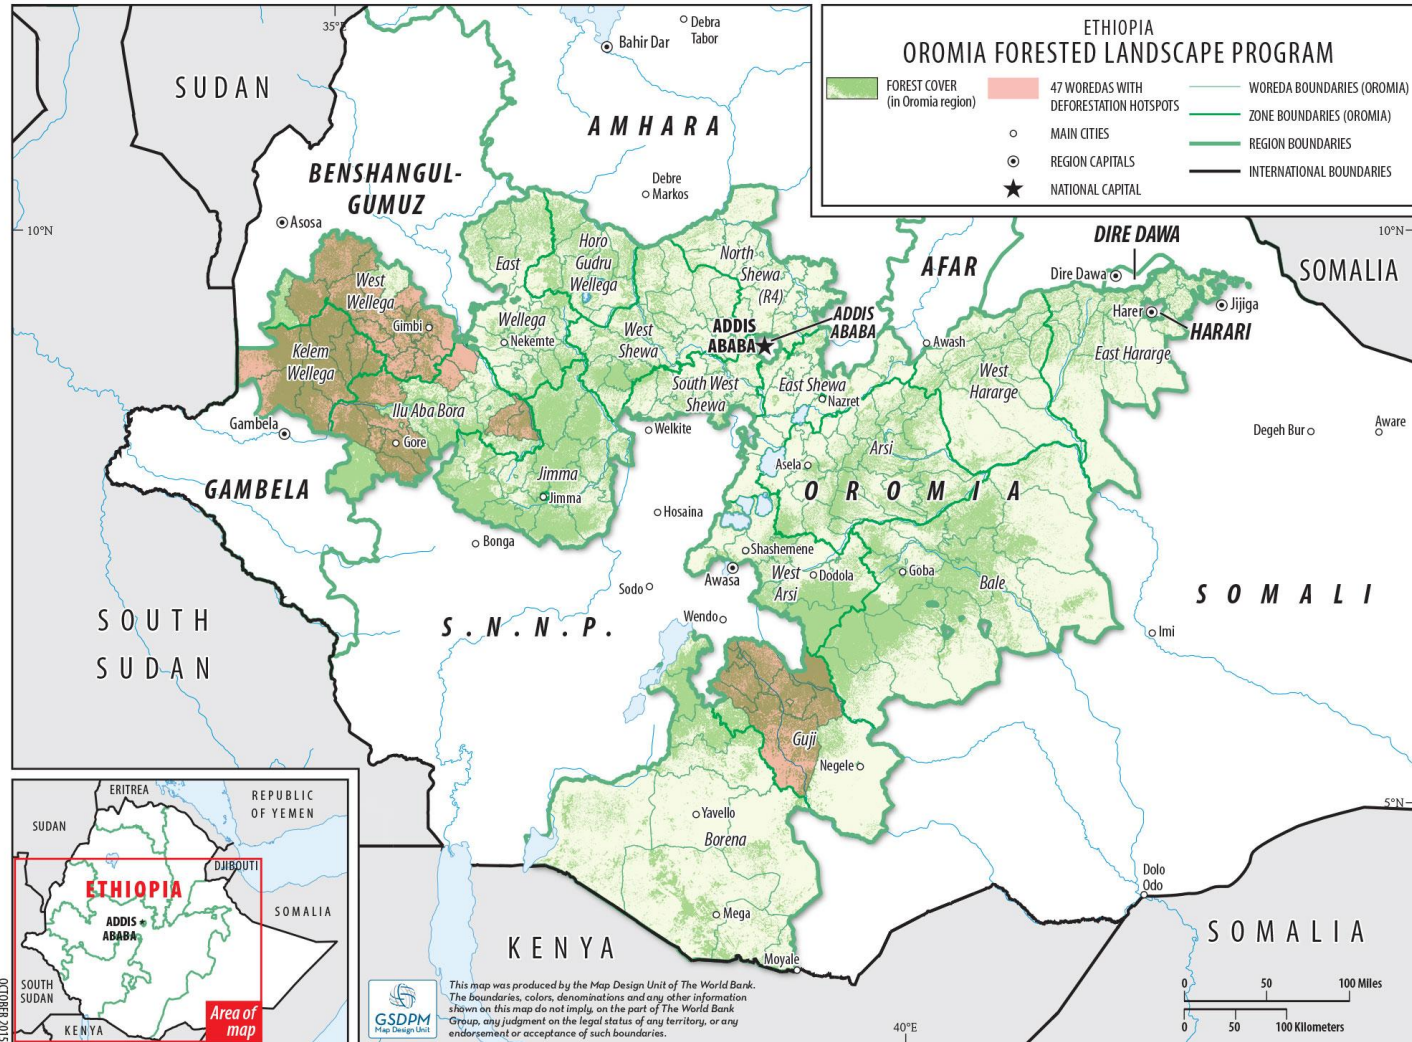 ETHIOPIA
OROMIA FORESTED LANDSCAPE PROGRAM
FOREST COVER
(in Oromia region)
47 WOREDAS WITH
DEFORESTATION HOTSPOTS
MAIN CITIES
REGION CAPITALS
NATIONAL CAPITAL
WOREDA BOUNDARIES (OROMIA)
ZONE BOUNDARIES (OROMIA)
REGION BOUNDARIES
INTERNATIONAL BOUNDARIES
35°E
Debra
Tabor
Bahir Dar
SUDAN
AMHARA
BENSHANGUL-
GUMUZ
Debre
Markos
Asosa
10°N
10°N
DIRE DAWA
AFAR
SOMALIA
Dire Dawa
Jijiga
Harer
HARARI
Horo
Gudru
Wellega
North
Shewa
(R4)
East
Wellega
West
Wellega
Gimbi
Nekemte
West
Shewa
ADDIS
ABABA
ADDIS
ABABA
Awash
East Hararge
West
Hararge
Kelem
Wellega
South West
Shewa
East Shewa
Nazret
Ilu Aba Bora
Gambela
Gore
Welkite
Degeh Bur
Aware
Arsi
Asela
Jimma
Jimma
GAMBELA
OROMIA
Hosaina
Bonga
Shashemene
Awasa
West
Arsi
Dodola
Goba
Bale
Sodo
SOMALI
Wendo
Imi
S.N.N.P.
SOUTH
SUDAN
Guji
Negele
5°N
Yavello
Borena
Mega
Moyale
Dolo
Odo
KENYA
SOMALIA
40°E
0 50 100 Miles
0 50 100 Kilometers
ERITREA
REPUBLIC
OF YEMEN
SUDAN
DJIBOUTI
ETHIOPIA
ADDIS
ABABA
SOMALIA
SOUTH
SUDAN
KENYA
Area of
map
OCTOBER 2015
GSDPM
Map Design Unit
This map was produced by the Map Design Unit of The World Bank.
The boundaries, colors, denominations and any other information
shown on this map do not imply, on the part of The World Bank
Group, any judgment on the legal status of any territory, or any
endorsement or acceptance of such boundaries.